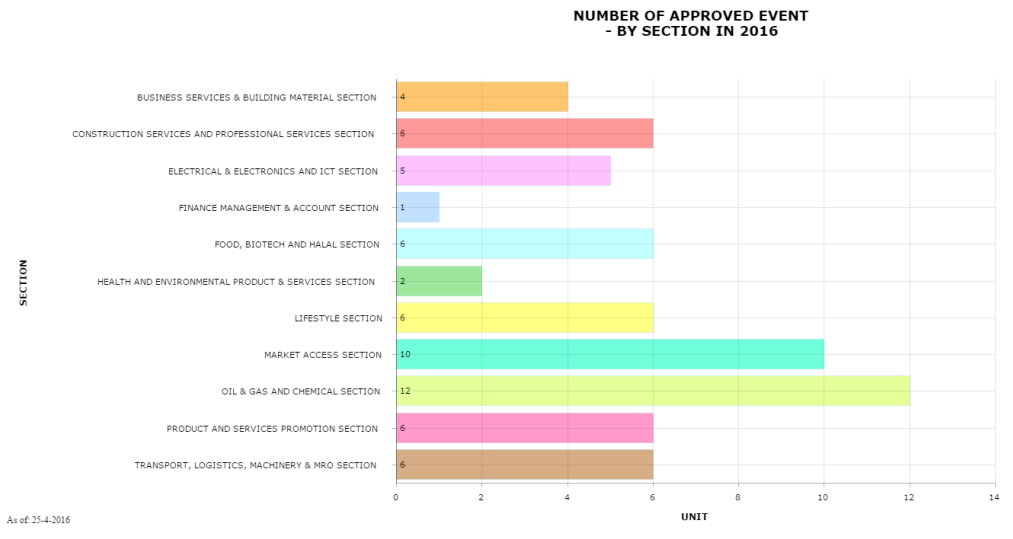 NUMBER OF APPROVED EVENT
- BY SECTION IN 2016
BUSINESS SERVICES & BUILDING MATERIAL SECTION 4
CONSTRUCTION SERVICES AND PROFESSIONAL SERVICES SECTION 6
ELECTRICAL & ELECTRONICS AND ICT SECTION 5
FINANCE MANAGEMENT & ACCOUNT SECTION 1
FOOD, BIOTECH AND HALAL SECTION 6
HEALTH AND ENVIRONMENTAL PRODUCT & SERVICES SECTION 2
LIFESTYLE SECTION 6
MARKET ACCESS SECTION 10
OIL & GAS AND CHEMICAL SECTION 12
PRODUCT AND SERVICES PROMOTION SECTION 6
TRANSPORT, LOGISTICS, MACHINERY & MRO SECTION 6
SECTION
0 2 4 6 8 10 12 14
UNIT
As of: 25-4-2016